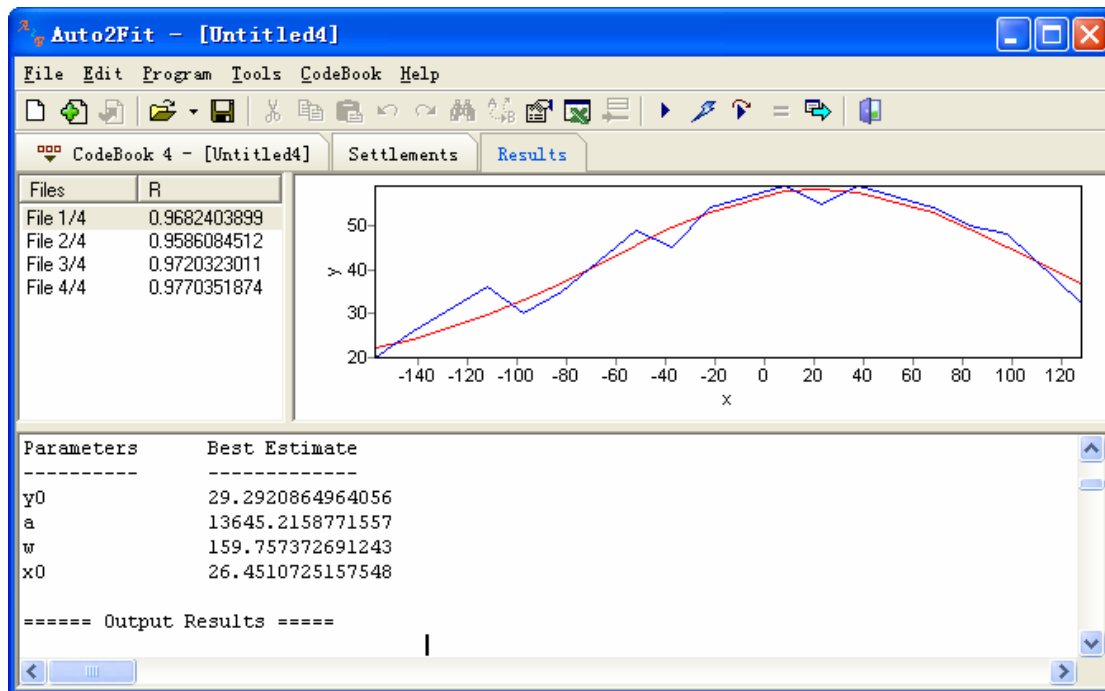 Auto2Fit - [Untitled4]
File Edit Program Tools CodeBook Help
CodeBook 4 - [Untitled4] Settlements Results
Files R
File 1/4 0.9682403899
File 2/4 0.9586084512
File 3/4 0.9720323011
File 4/4 0.9770351874
50
40
30
20
y
-140 -120 -100 -80 -60 -40 -20 0 20 40 60 80 100 120
x
Parameters Best Estimate
---------- -------------
y0 29.2920864964056
a 13645.2158771557
w 159.757372691243
x0 26.4510725157548
====== Output Results =====